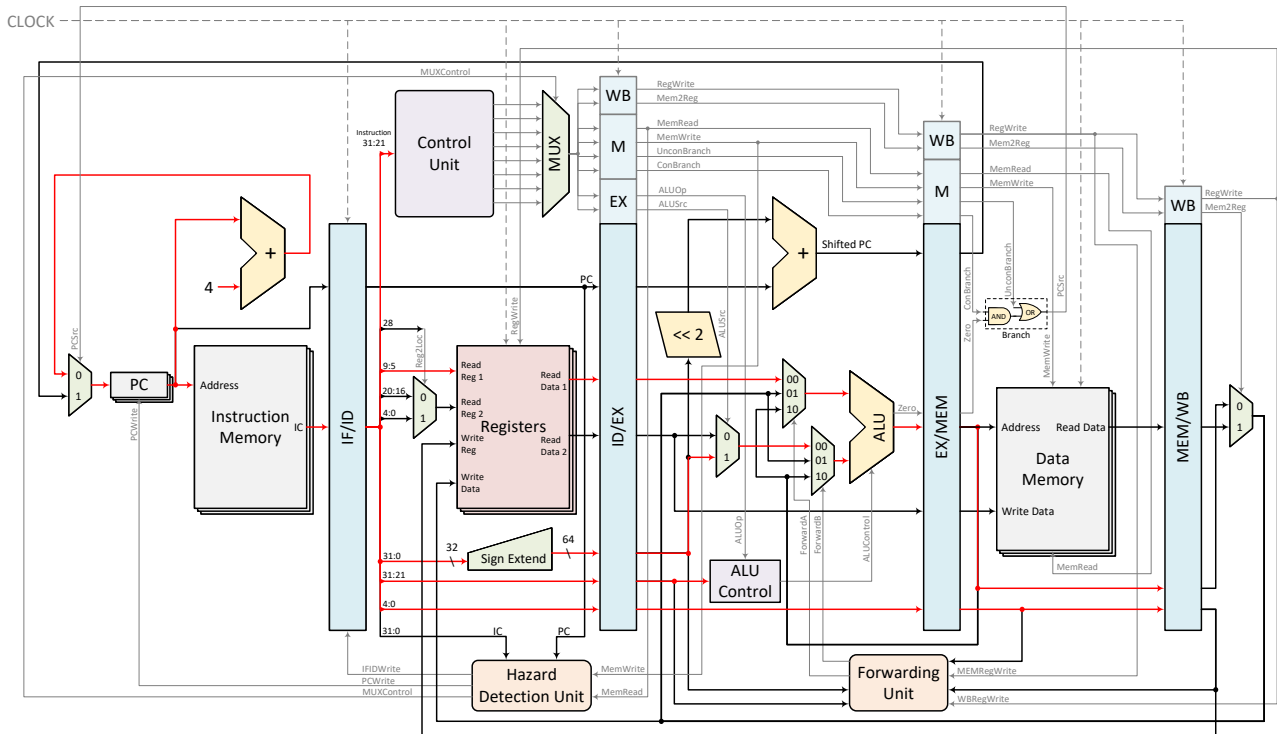 CLOCK
MUXControl
PCSrc
Instruction
31:21
Control
Unit
MUX
WB
M
EX
RegWrite
Mem2Reg
MemRead
MemWrite
UnconBranch
ConBranch
ALUOp
ALUSrc
WB
M
RegWrite
Mem2Reg
MemRead
MemWrite
WB
RegWrite
Mem2Reg
+
4
+
Shifted PC
PC
<< 2
ALUSrc
ConBranch
UnconBranch
Zero
AND
OR
Branch
PCSrc
MemWrite
0
1
PC
PCWrite
Address
Instruction
Memory
IC
IF/ID
28
Reg2Loc
RegWrite
9:5
20:16
4:0
0
1
Read
Reg 1
Read
Reg 2
Write
Reg
Write
Data
Registers
Read
Data 1
Read
Data 2
ID/EX
0
1
00
01
10
00
01
10
ALU
Zero
EX/MEM
Address
Read Data
Data
Memory
Write Data
MemRead
MEM/WB
0
1
31:0
32
Sign Extend
64
31:21
4:0
31:0
ALUOp
ALU
Control
ForwardA
ForwardB
ALUControl
IC
PC
IFIDWrite
PCWrite
MUXControl
Hazard
Detection Unit
MemWrite
MemRead
Forwarding
Unit
MEMRegWrite
WBRegWrite